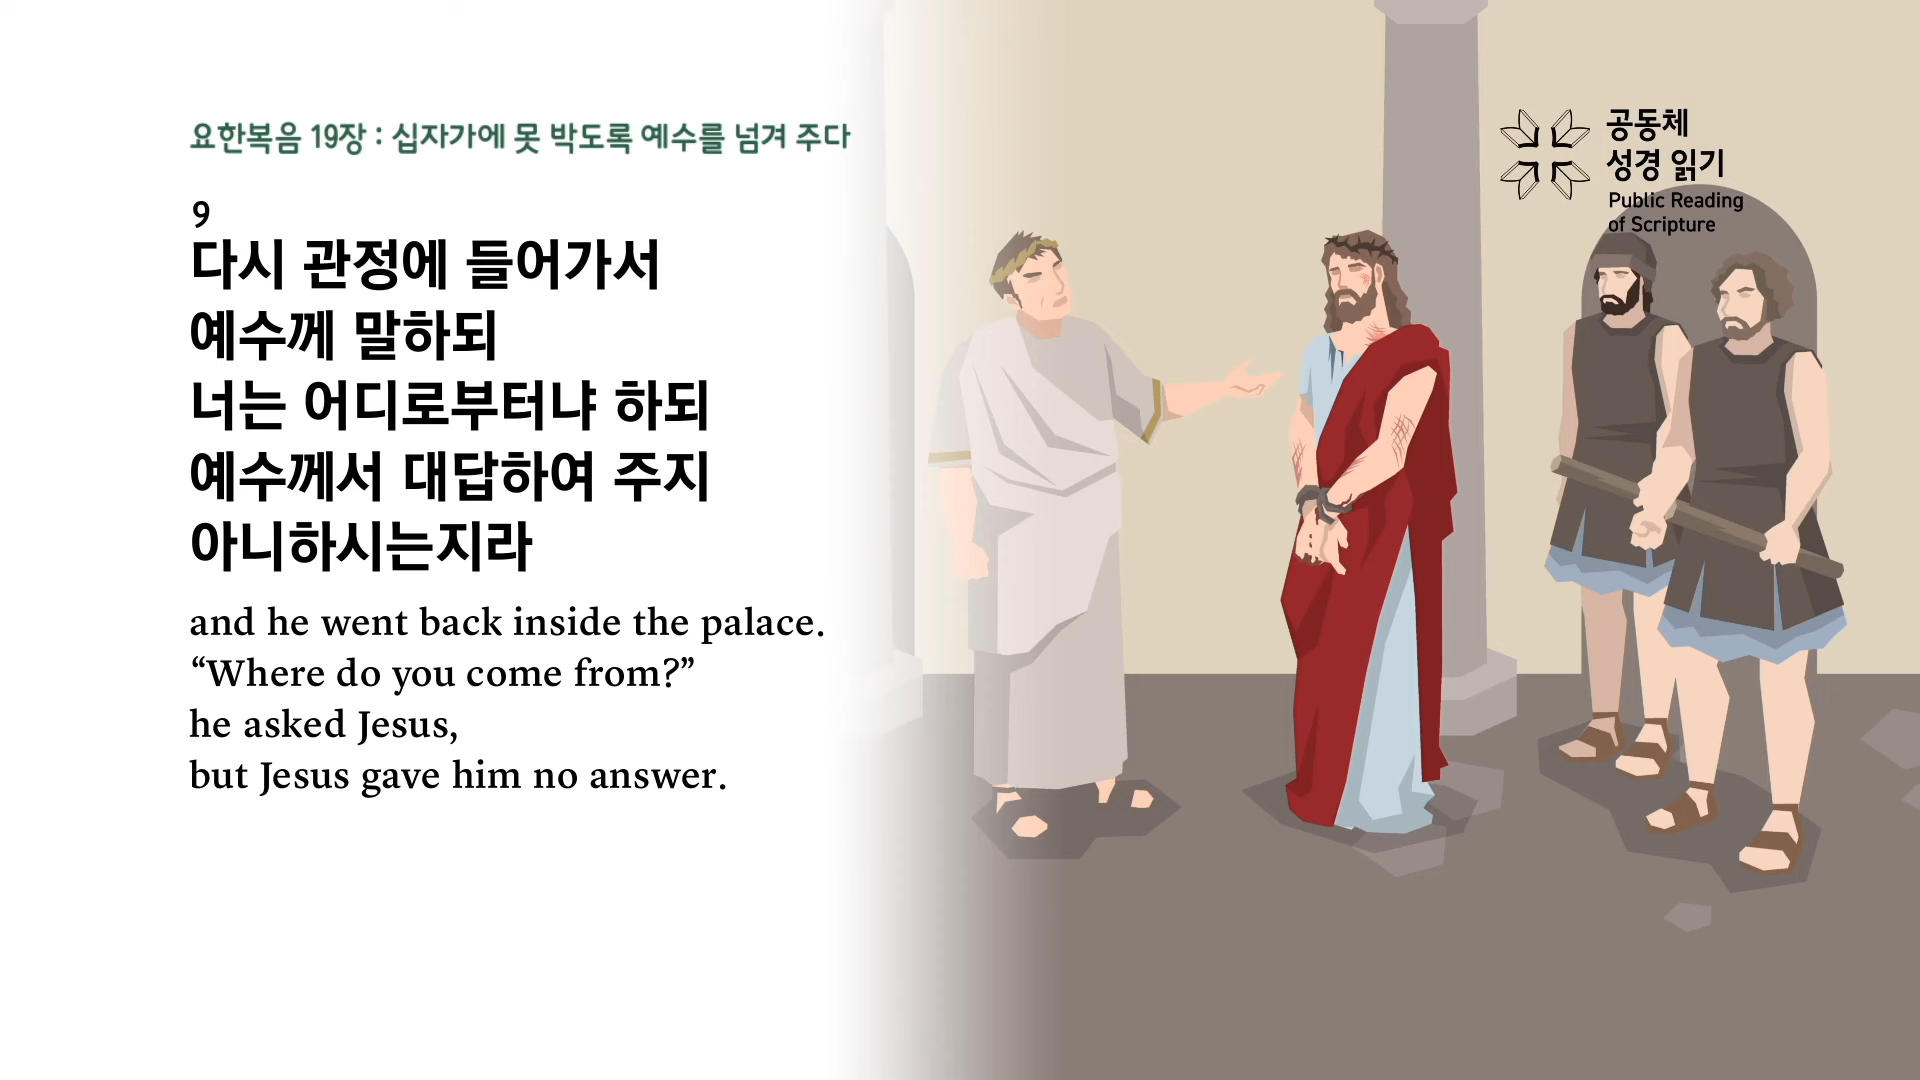 요한복음 19장 : 십자가에 못 박도록 예수를 넘겨 주다
9
다시 관정에 들어가서
예수께 말하되
너는 어디로부터냐 하되
예수께서 대답하여 주지
아니하시는지라
and he went back inside the palace.
“Where do you come from?”
he asked Jesus,
but Jesus gave him no answer.
공동체
성경 읽기
Public Reading
of Scripture